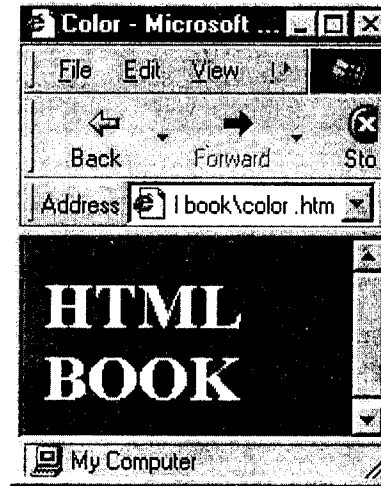 Color - Microsoft ...
File Edit View
Back Forward Sto
Address l book\color.htm
HTML
BOOK
My Computer